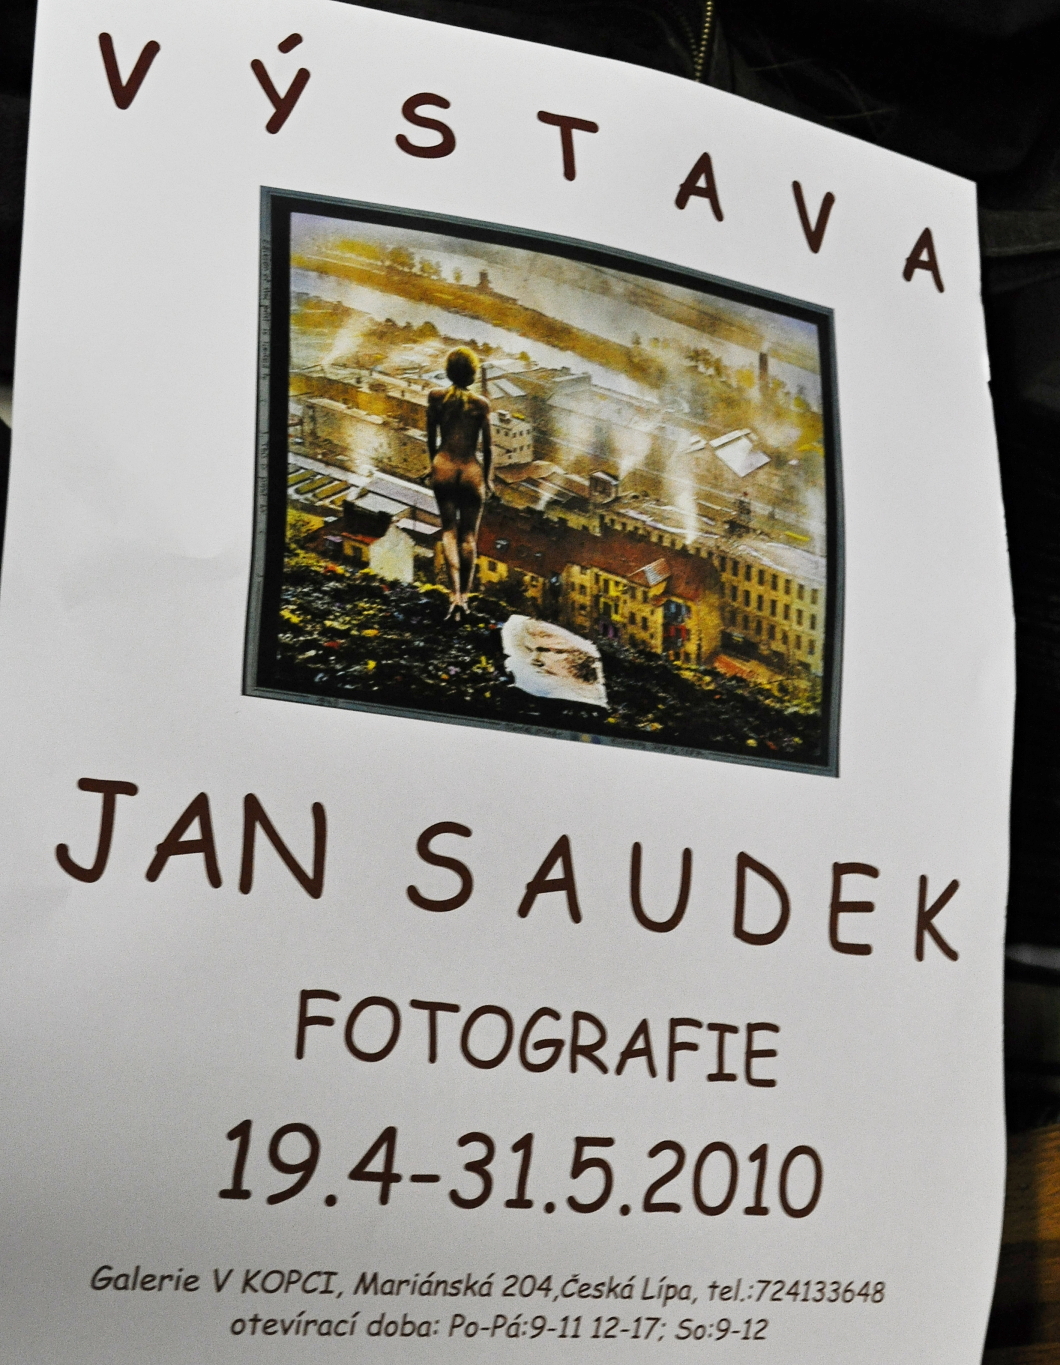 VÝSTAVA
JAN SAUDEK
FOTOGRAFIE
19.4-31.5.2010
Galerie V KOPCI, Mariánská 204,Česká Lípa, tel.:724133648
otevírací doba: Po-Pá:9-11 12-17; So:9-12